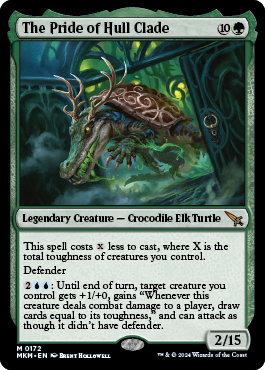 The Pride of Hull Clade 10
Legendary Creature — Crocodile Elk Turtle
This spell costs X less to cast, where X is the
total toughness of creatures you control.
Defender
2 : Until end of turn, target creature you
control gets +1/+0, gains “Whenever this
creature deals combat damage to a player, draw
cards equal to its toughness,” and can attack as
though it didn’t have defender.
2/15
M 0172
MKM • EN Brent Hollowell
™ & © 2024 Wizards of the Coast